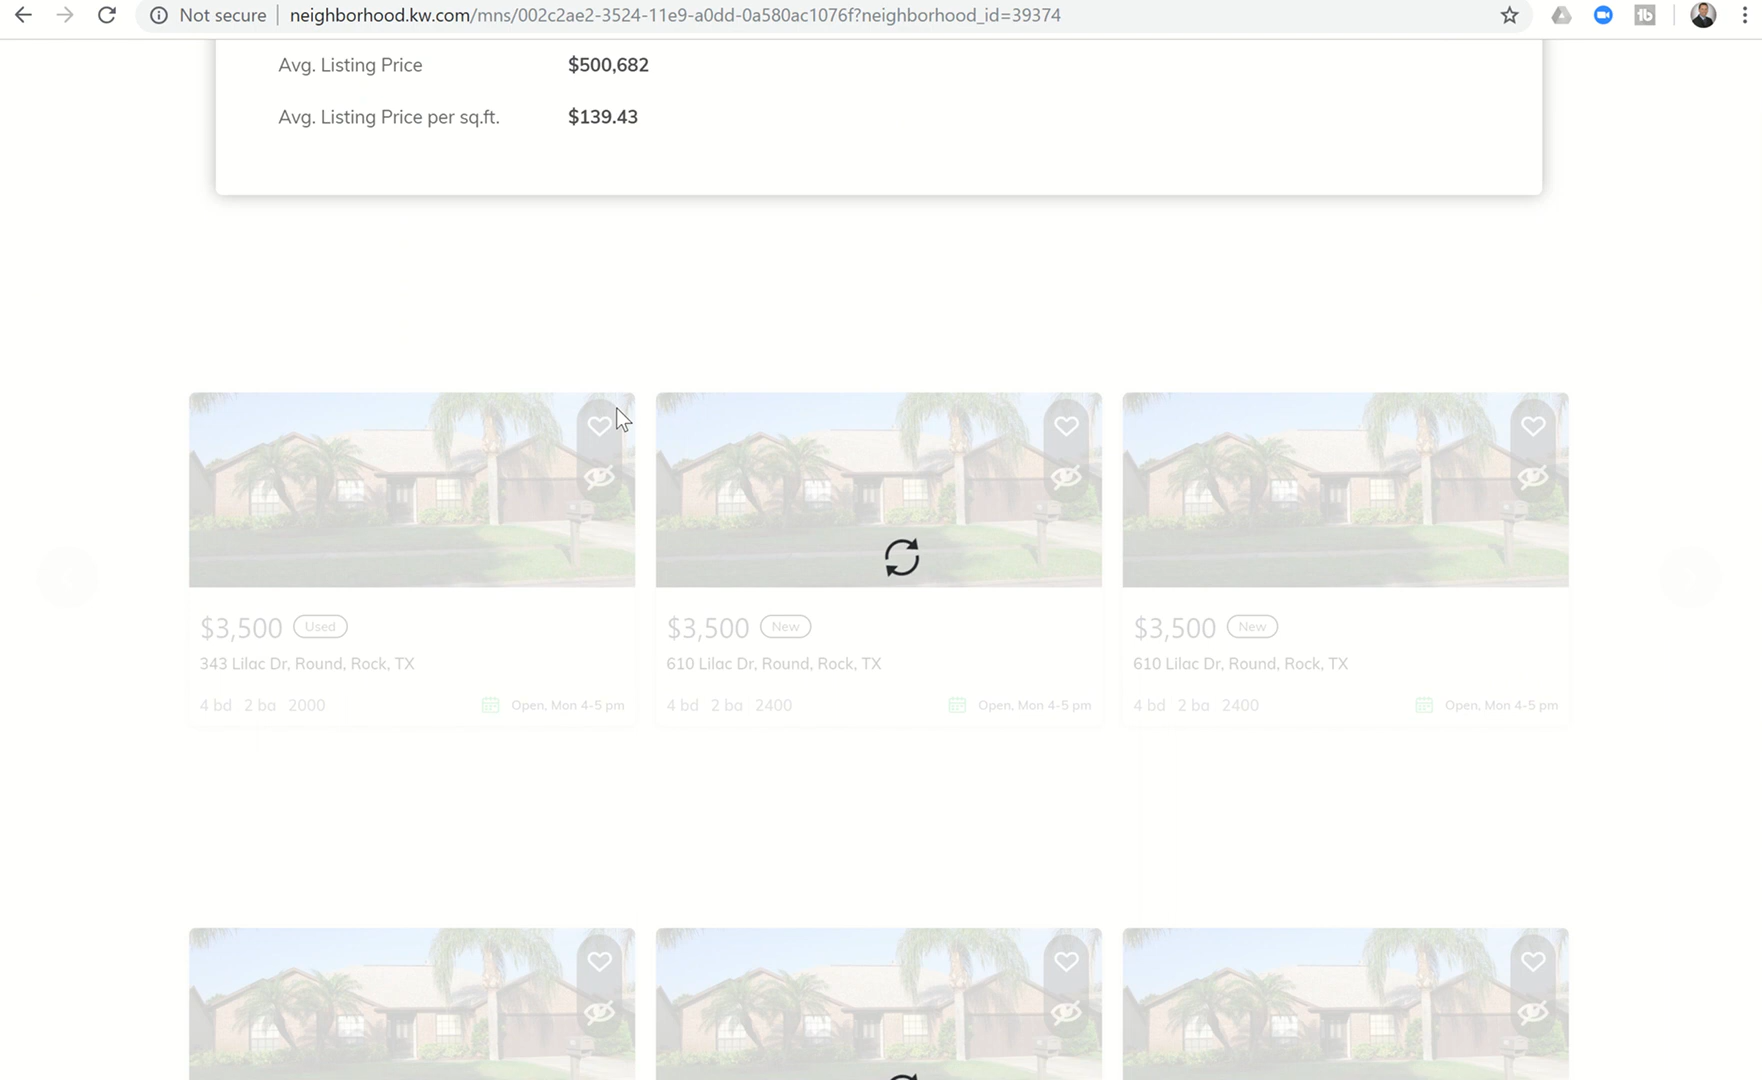 Not secure | neighborhood.kw.com/mns/002c2ae2-3524-11e9-a0dd-0a580ac1076f?neighborhood_id=39374
Avg. Listing Price $500,682
Avg. Listing Price per sq.ft. $139.43
$3,500 Used
343 Lilac Dr, Round, Rock, TX
4 bd 2 ba 2000 Open, Mon 4-5 pm
$3,500 New
610 Lilac Dr, Round, Rock, TX
4 bd 2 ba 2400 Open, Mon 4-5 pm
$3,500 New
610 Lilac Dr, Round, Rock, TX
4 bd 2 ba 2400 Open, Mon 4-5 pm